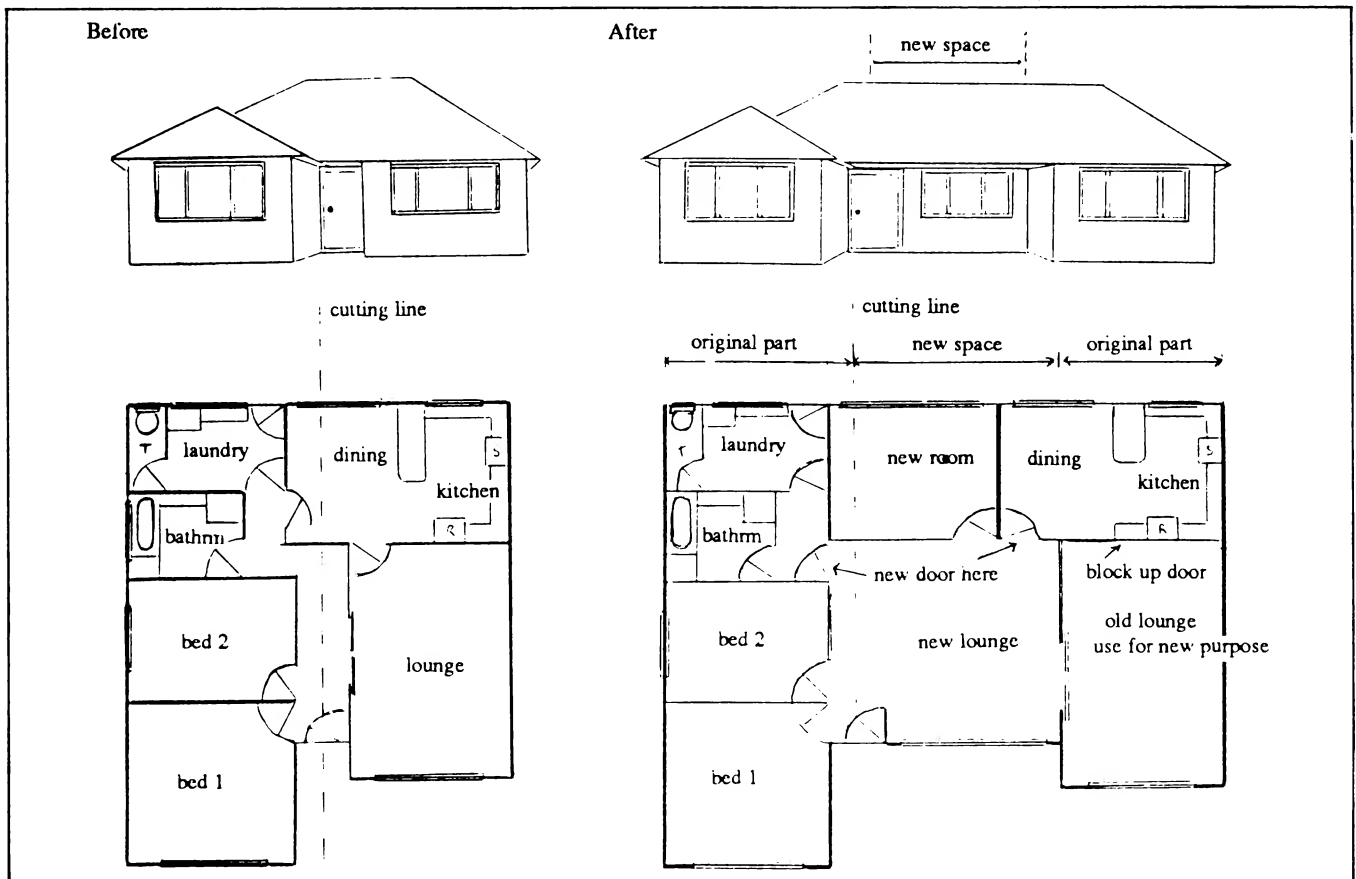 Before
After
new space
cutting line
cutting line
original part
new space
original part
T
laundry
dining
S
kitchen
R
bathrm
bed 2
lounge
bed 1
T
laundry
new room
dining
S
kitchen
R
bathrm
new door here
block up door
bed 2
new lounge
old lounge
use for new purpose
bed 1